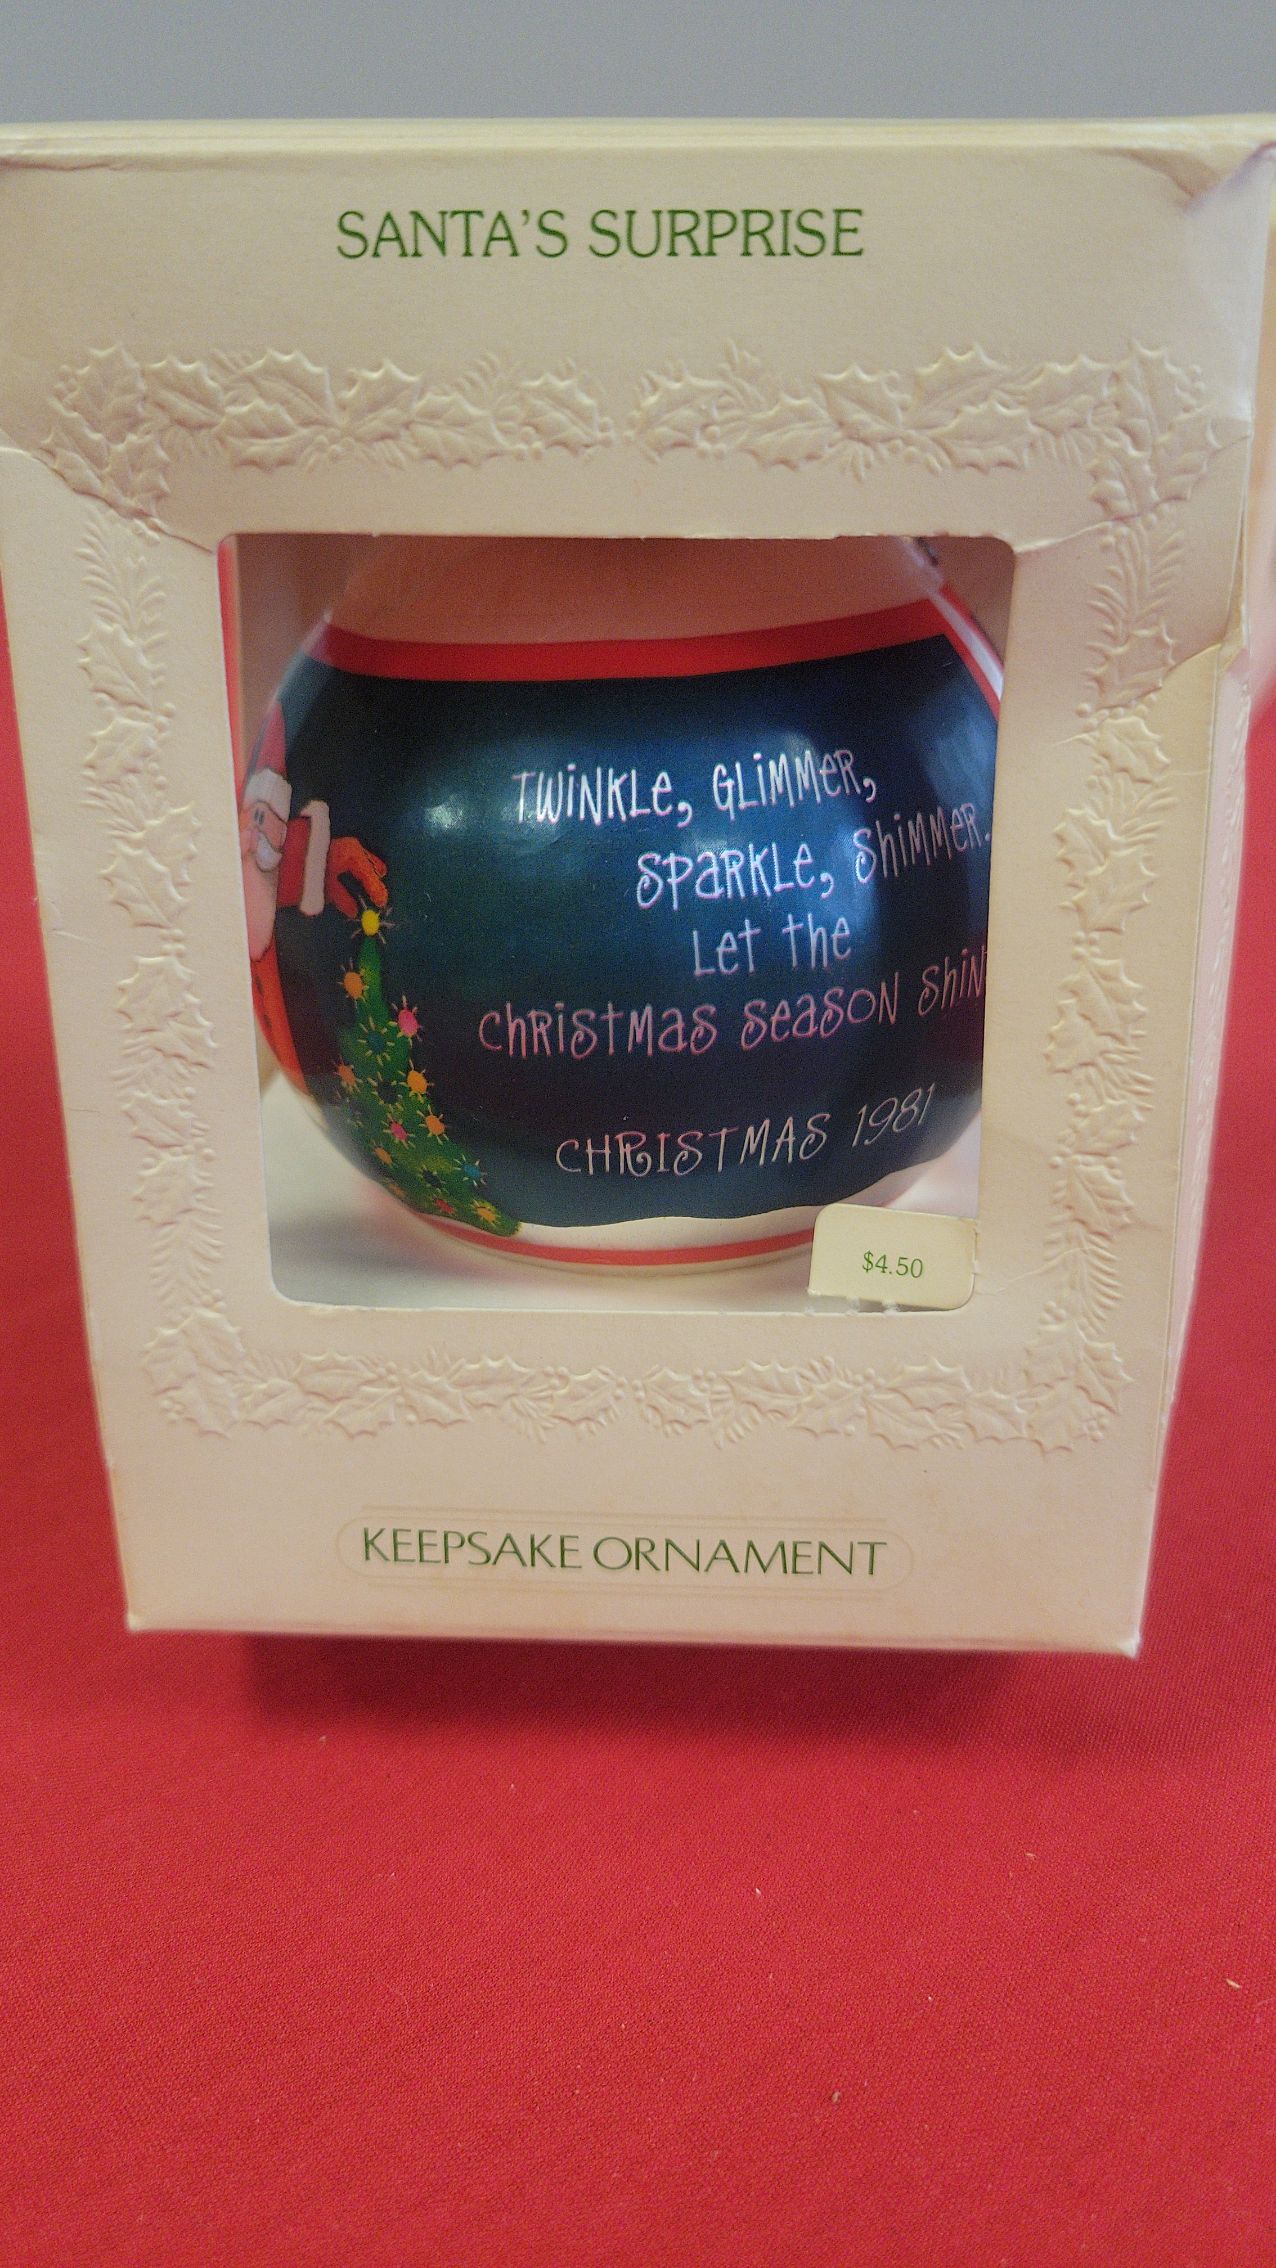 SANTA'S SURPRISE
TWINKLE, GLIMMER,
SPARKLE, SHIMMER.
LET THE
CHRISTMAS SEASON
CHRISTMAS 1981
$4.50
KEEPSAKE ORNAMENT